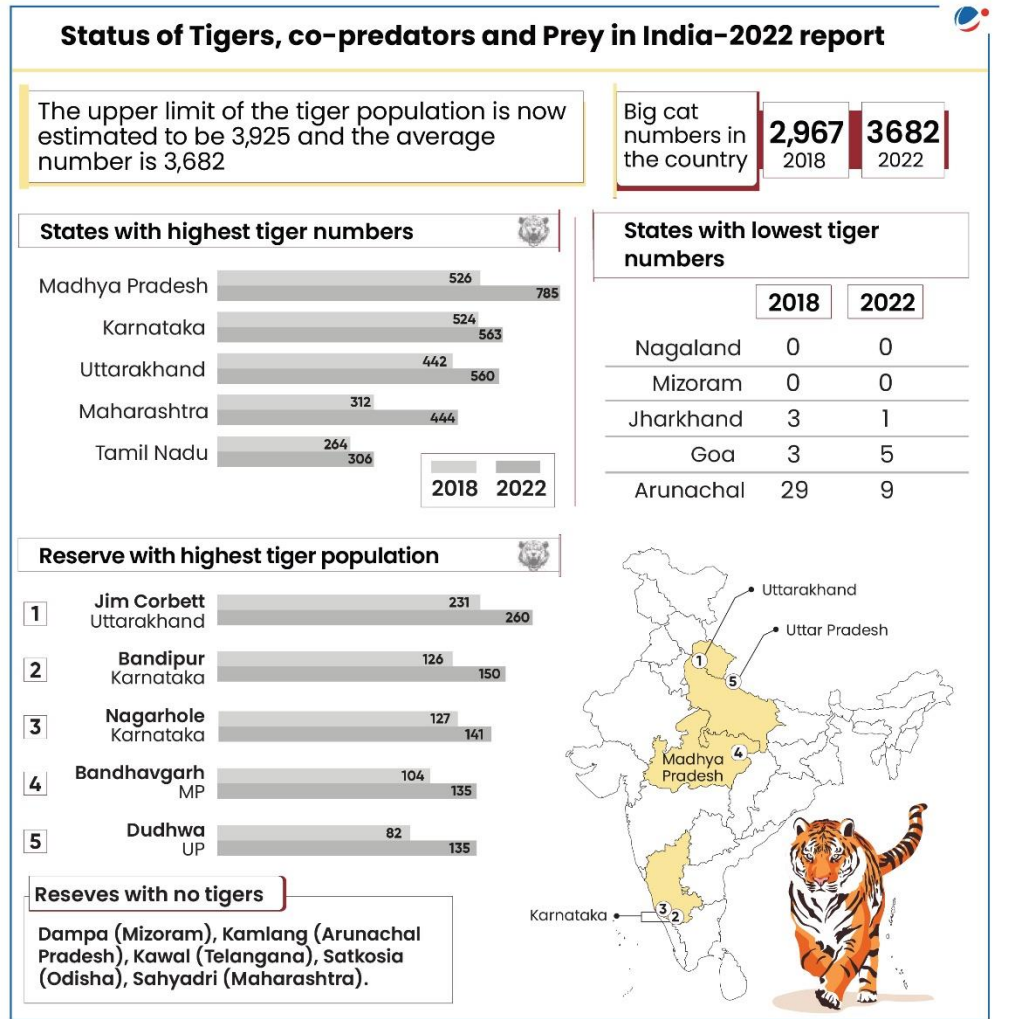 Status of Tigers, co-predators and Prey in India-2022 report
The upper limit of the tiger population is now
estimated to be 3,925 and the average
number is 3,682
Big cat
numbers in
the country
2,967
2018
3682
2022
States with highest tiger numbers
Madhya Pradesh
526
785
Karnataka
524
563
Uttarakhand
442
560
Maharashtra
312
444
Tamil Nadu
264
306
2018 2022
States with lowest tiger
numbers
2018 2022
Nagaland 0 0
Mizoram 0 0
Jharkhand 3 1
Goa 3 5
Arunachal 29 9
Reserve with highest tiger population
1
Jim Corbett
Uttarakhand
231
260
2
Bandipur
Karnataka
126
150
3
Nagarhole
Karnataka
127
141
4
Bandhavgarh
MP
104
135
5
Dudhwa
UP
82
135
Reseves with no tigers
Dampa (Mizoram), Kamlang (Arunachal
Pradesh), Kawal (Telangana), Satkosia
(Odisha), Sahyadri (Maharashtra).
Uttarakhand
Uttar Pradesh
1
5
4
Madhya
Pradesh
Karnataka
3
2